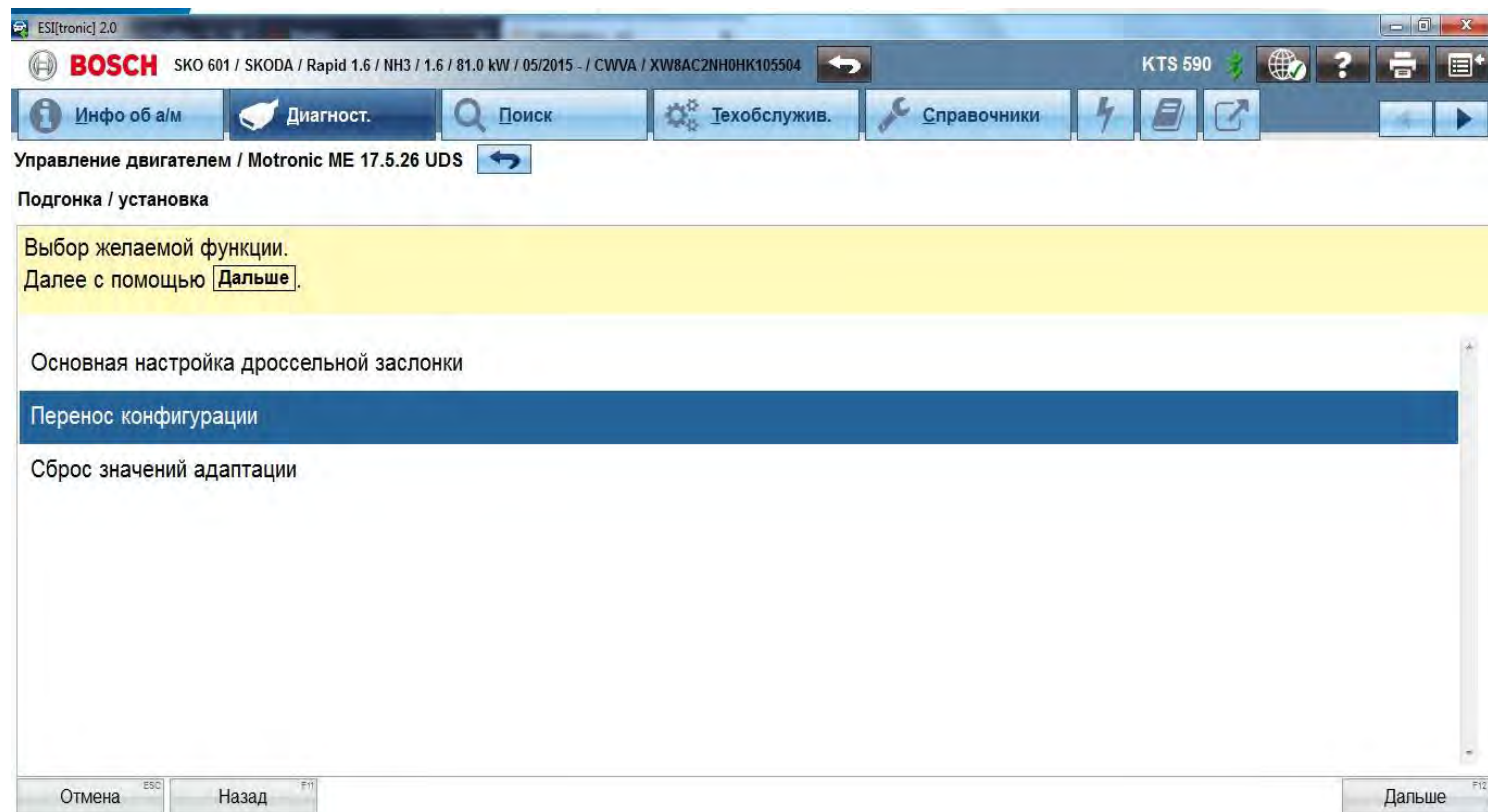 ESI[tronic] 2.0
BOSCH SKO 601 / SKODA / Rapid 1.6 / NH3 / 1.6 / 81.0 kW / 05/2015 - / CWVA / XW8AC2NH0HK105504 KTS 590 ?
Инфо об а/м Диагност. Поиск Техобслужив. Справочники
Управление двигателем / Motronic ME 17.5.26 UDS
Подгонка / установка
Выбор желаемой функции.
Далее с помощью Дальше.
Основная настройка дроссельной заслонки
Перенос конфигурации
Сброс значений адаптации
Отмена ESC Назад F11 Дальше F12